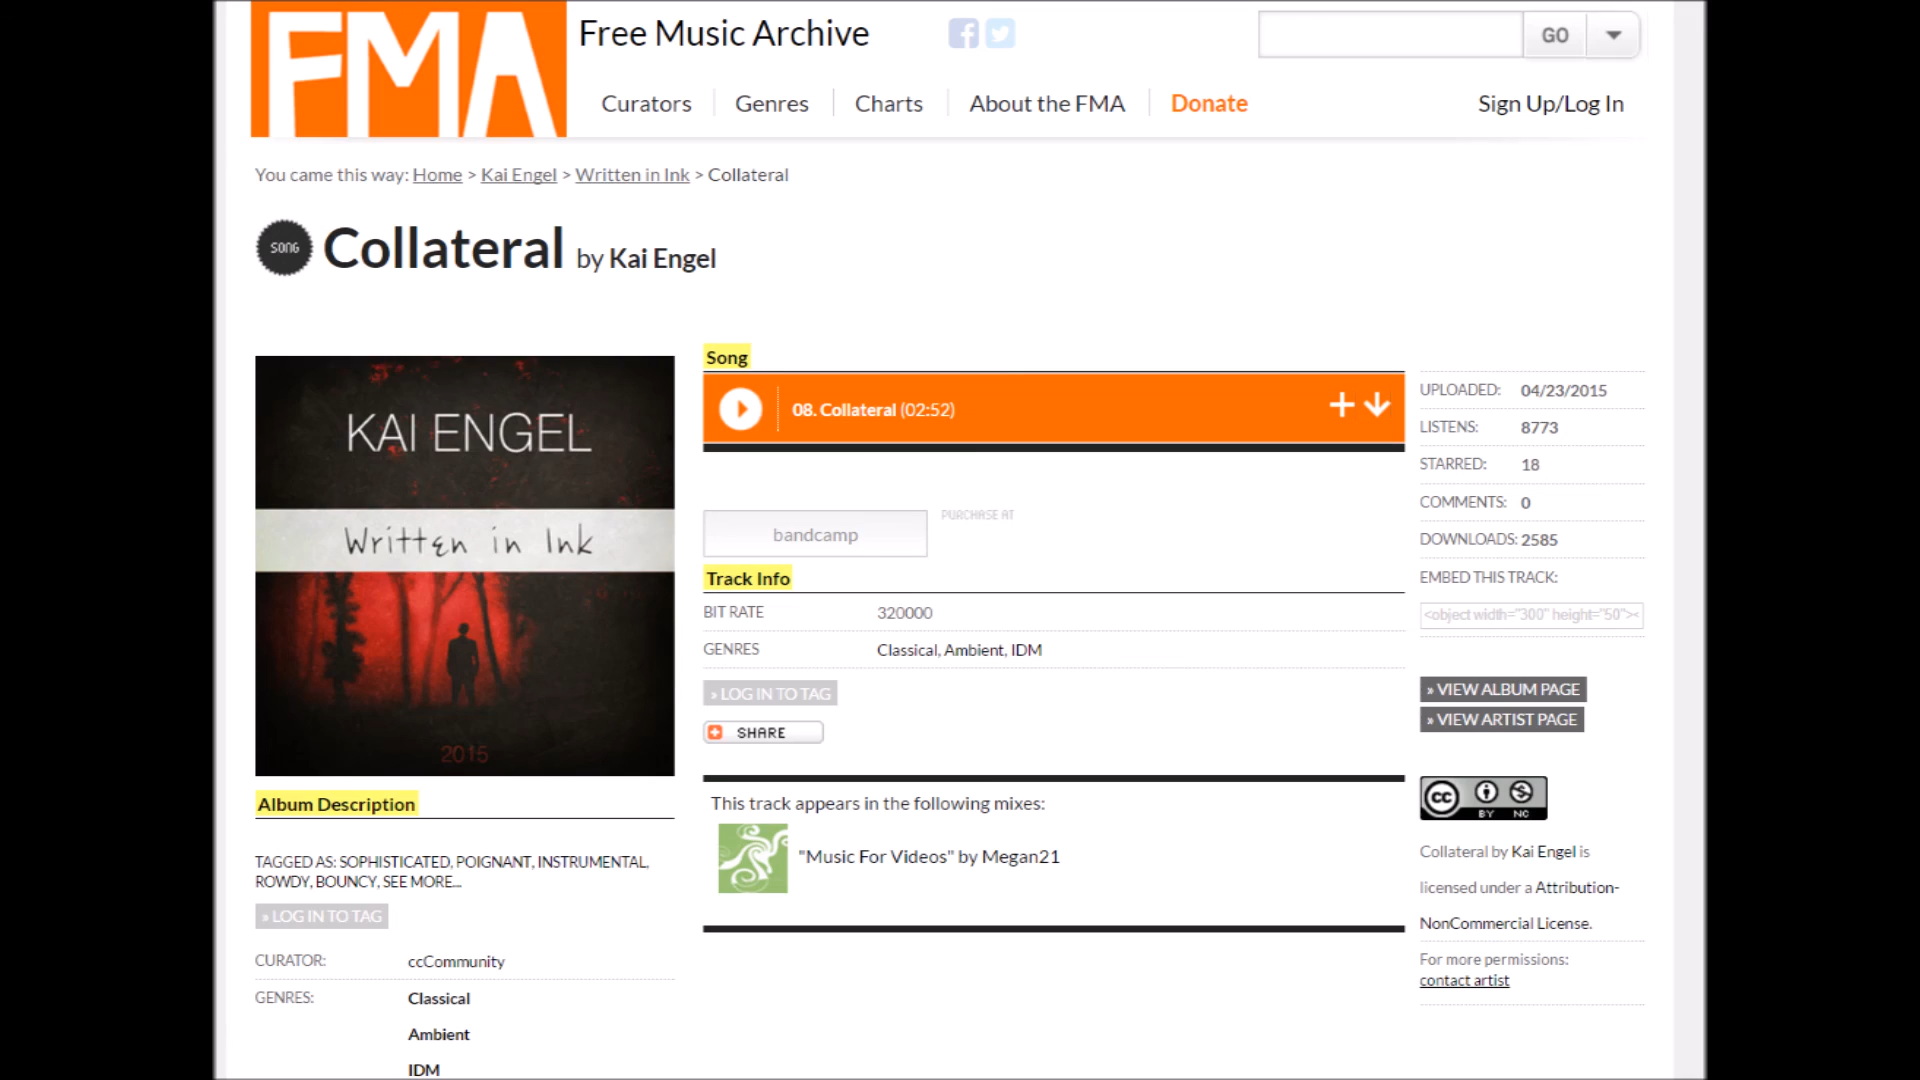 FMA
Free Music Archive
GO
Curators
Genres
Charts
About the FMA
Donate
Sign Up/Log In
You came this way: Home > Kai Engel > Written in Ink > Collateral
SONG
Collateral by Kai Engel
KAI ENGEL
Written in Ink
2015
Album Description
TAGGED AS: SOPHISTICATED, POIGNANT, INSTRUMENTAL,
ROWDY, BOUNCY, SEE MORE...
» LOG IN TO TAG
CURATOR: ccCommunity
GENRES: Classical
Ambient
IDM
Song
08. Collateral (02:52)
bandcamp
PURCHASE AT
Track Info
BIT RATE 320000
GENRES Classical, Ambient, IDM
» LOG IN TO TAG
SHARE
This track appears in the following mixes:
"Music For Videos" by Megan21
UPLOADED: 04/23/2015
LISTENS: 8773
STARRED: 18
COMMENTS: 0
DOWNLOADS: 2585
EMBED THIS TRACK:
<object width="300" height="50"><
» VIEW ALBUM PAGE
» VIEW ARTIST PAGE
cc
BY NC
Collateral by Kai Engel is
licensed under a Attribution-
NonCommercial License.
For more permissions:
contact artist